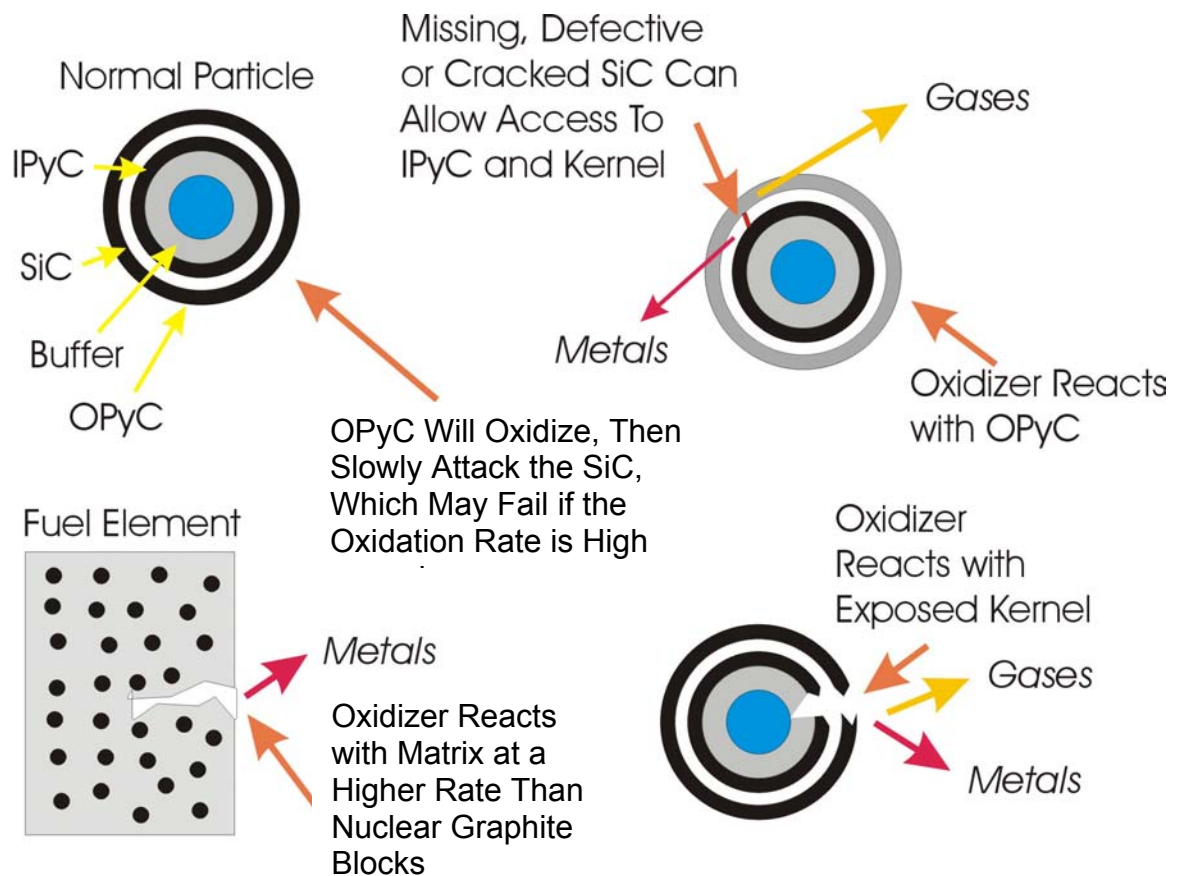 Normal Particle
IPyC
SiC
Buffer
OPyC
OPyC Will Oxidize, Then
Slowly Attack the SiC,
Which May Fail if the
Oxidation Rate is High
Missing, Defective
or Cracked SiC Can
Allow Access To
IPyC and Kernel
Gases
Metals
Oxidizer Reacts
with OPyC
Fuel Element
Metals
Oxidizer Reacts
with Matrix at a
Higher Rate Than
Nuclear Graphite
Blocks
Oxidizer
Reacts with
Exposed Kernel
Gases
Metals